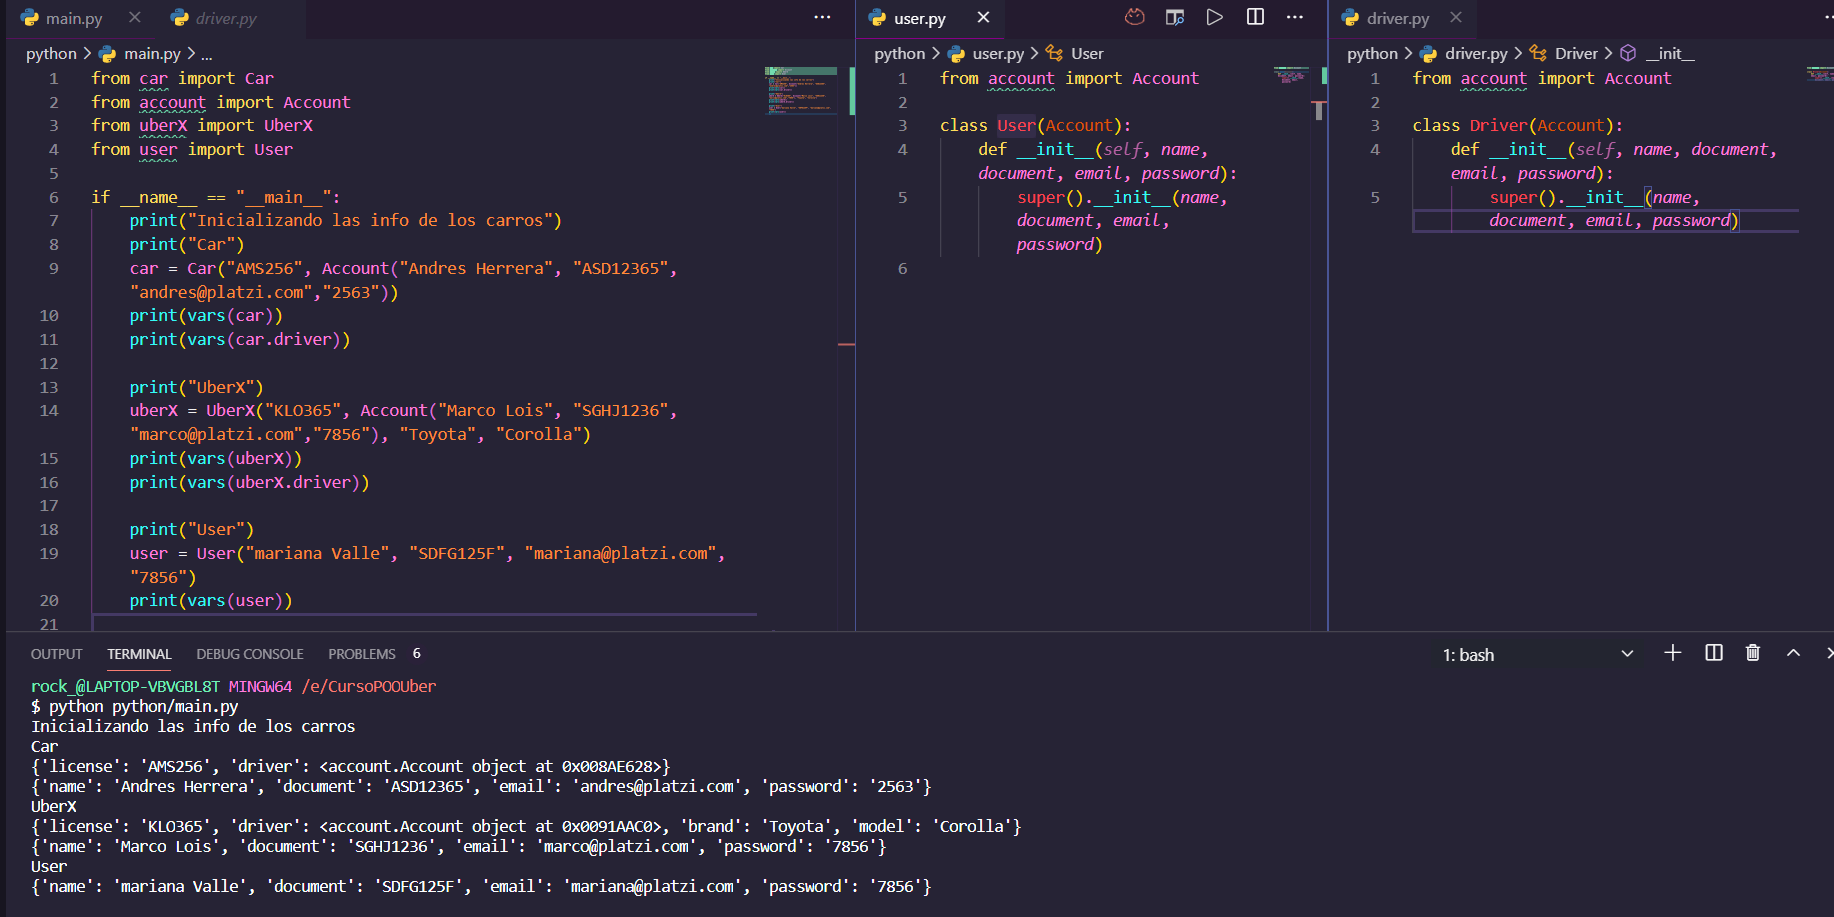 main.py
driver.py
python > main.py > ...
1 from car import Car
2 from account import Account
3 from uberX import UberX
4 from user import User
5
6 if __name__ == "__main__":
7 print("Inicializando las info de los carros")
8 print("Car")
9 car = Car("AMS256", Account("Andres Herrera", "ASD12365",
"andres@platzi.com","2563"))
10 print(vars(car))
11 print(vars(car.driver))
12
13 print("UberX")
14 uberX = UberX("KLO365", Account("Marco Lois", "SGHJ1236",
"marco@platzi.com","7856"), "Toyota", "Corolla")
15 print(vars(uberX))
16 print(vars(uberX.driver))
17
18 print("User")
19 user = User("mariana Valle", "SDFG125F", "mariana@platzi.com",
"7856")
20 print(vars(user))
21
user.py
python > user.py > User
1 from account import Account
2
3 class User(Account):
4 def __init__(self, name,
document, email, password):
5 super().__init__(name,
document, email,
password)
6
driver.py
python > driver.py > Driver > __init__
1 from account import Account
2
3 class Driver(Account):
4 def __init__(self, name, document,
email, password):
5 super().__init__(name,
document, email, password)
OUTPUT TERMINAL DEBUG CONSOLE PROBLEMS 6
1: bash
rock_@LAPTOP-VBVGBL8T MINGW64 /e/CursoPOOUber
$ python python/main.py
Inicializando las info de los carros
Car
{'license': 'AMS256', 'driver': <account.Account object at 0x008AE628>}
{'name': 'Andres Herrera', 'document': 'ASD12365', 'email': 'andres@platzi.com', 'password': '2563'}
UberX
{'license': 'KLO365', 'driver': <account.Account object at 0x0091AAC0>, 'brand': 'Toyota', 'model': 'Corolla'}
{'name': 'Marco Lois', 'document': 'SGHJ1236', 'email': 'marco@platzi.com', 'password': '7856'}
User
{'name': 'mariana Valle', 'document': 'SDFG125F', 'email': 'mariana@platzi.com', 'password': '7856'}